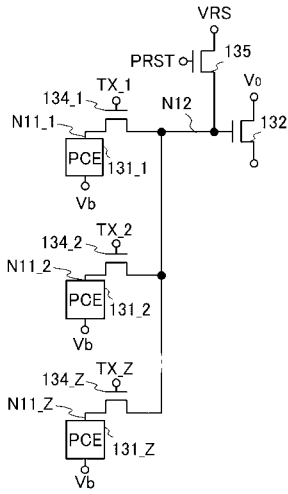 VRS
PRST
135
TX_1
134_1
N12
V0
N11_1
132
PCE
131_1
Vb
TX_2
134_2
N11_2
PCE
131_2
Vb
TX_Z
134_Z
N11_Z
PCE
131_Z
Vb